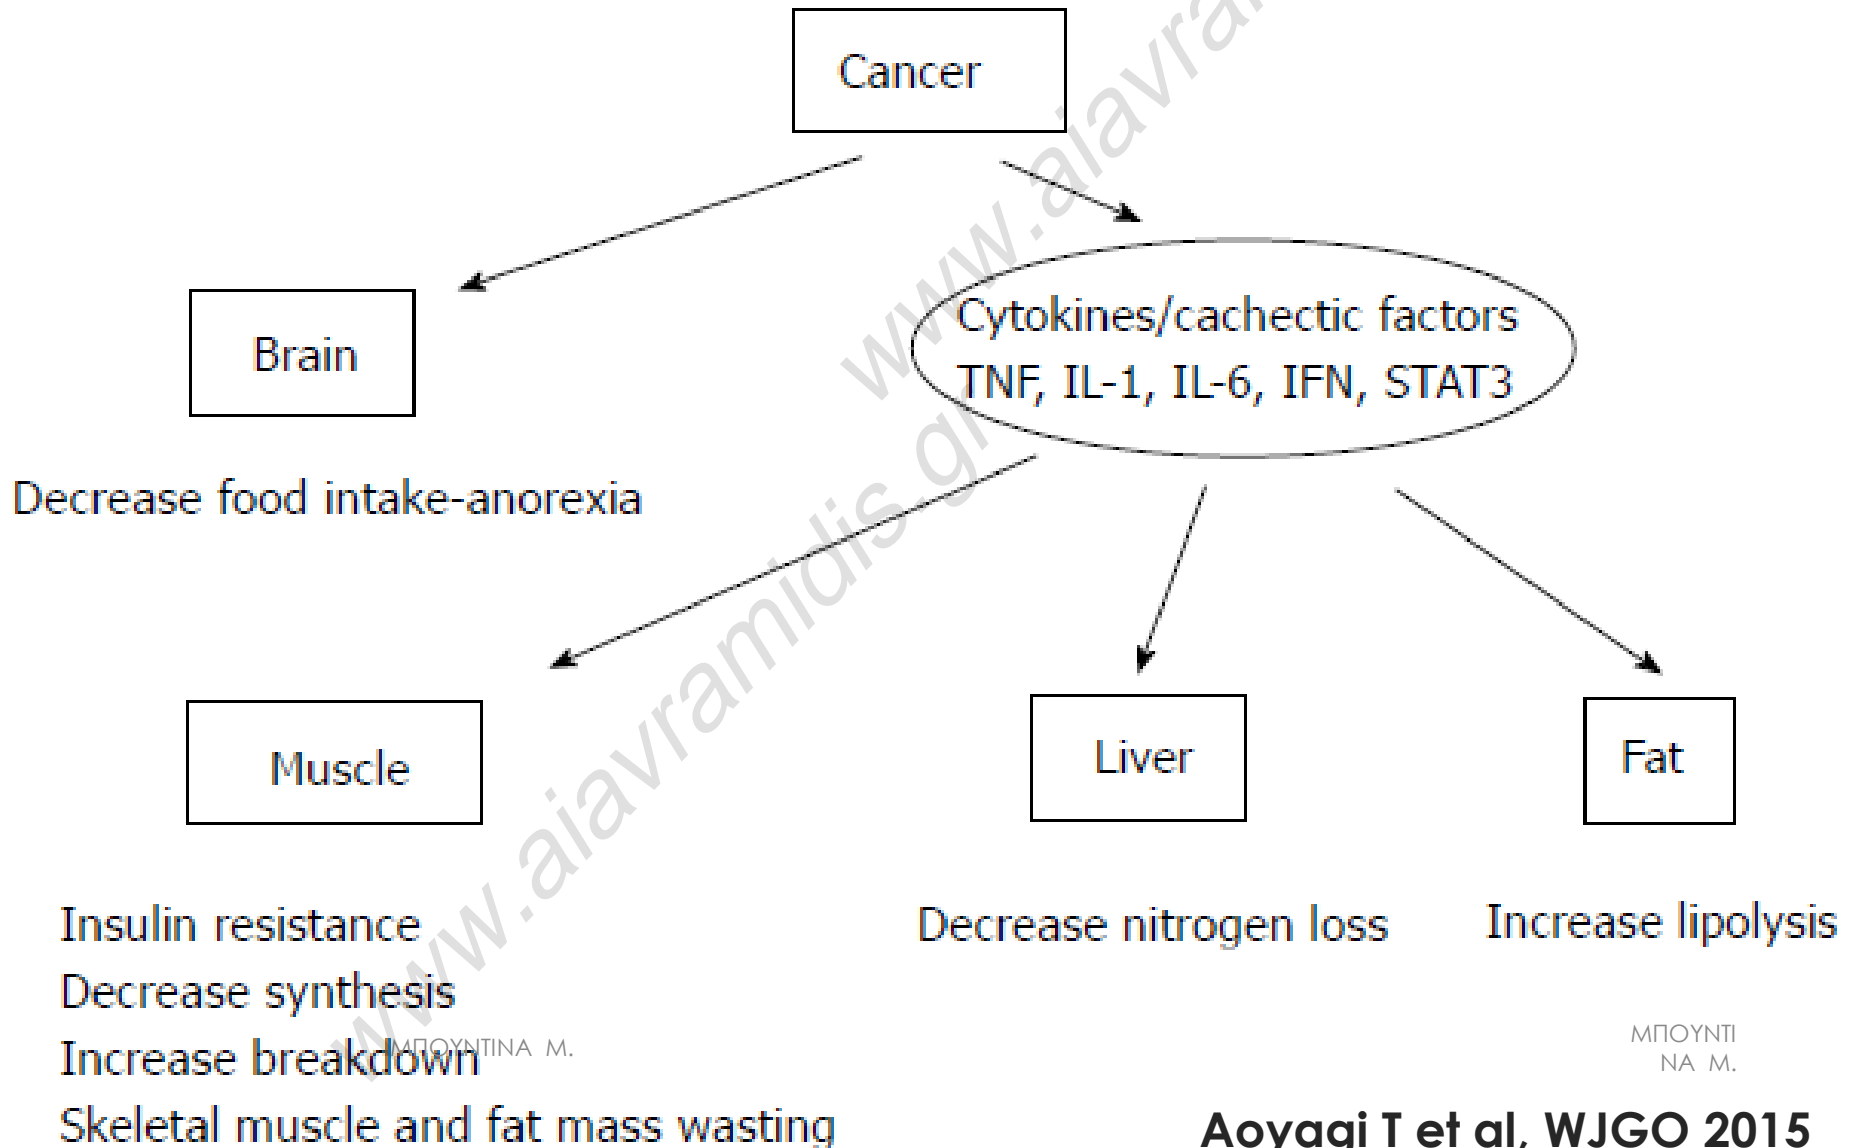 Cancer
Brain
Cytokines/cachectic factors
TNF, IL-1, IL-6, IFN, STAT3
Decrease food intake-anorexia
Muscle
Liver
Fat
Insulin resistance
Decrease synthesis
Increase breakdown
Skeletal muscle and fat mass wasting
Decrease nitrogen loss
Increase lipolysis
ΜΠΟΥΝΤΙΝΑ Μ.
ΜΠΟΥΝΤΙ
ΝΑ Μ.
Aoyagi T et al, WJGO 2015
www.aiavramidis.gr
www.aiavra